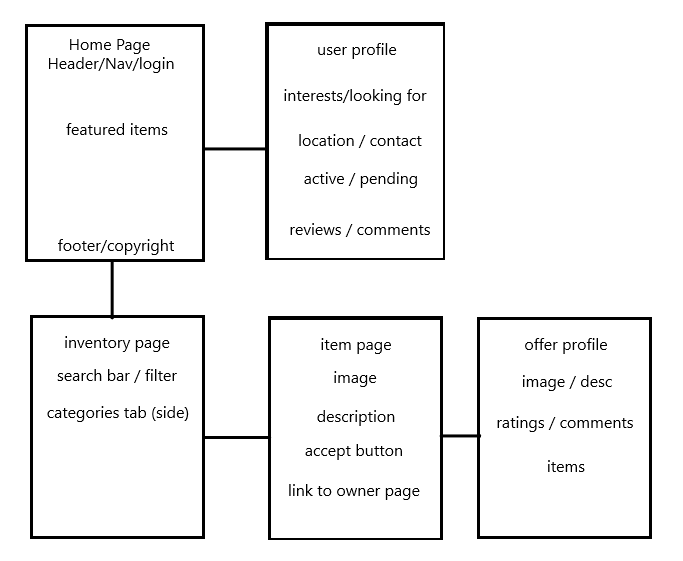 Home Page
Header/Nav/login
featured items
footer/copyright
user profile
interests/looking for
location / contact
active / pending
reviews / comments
inventory page
search bar / filter
categories tab (side)
item page
image
description
accept button
link to owner page
offer profile
image / desc
ratings / comments
items